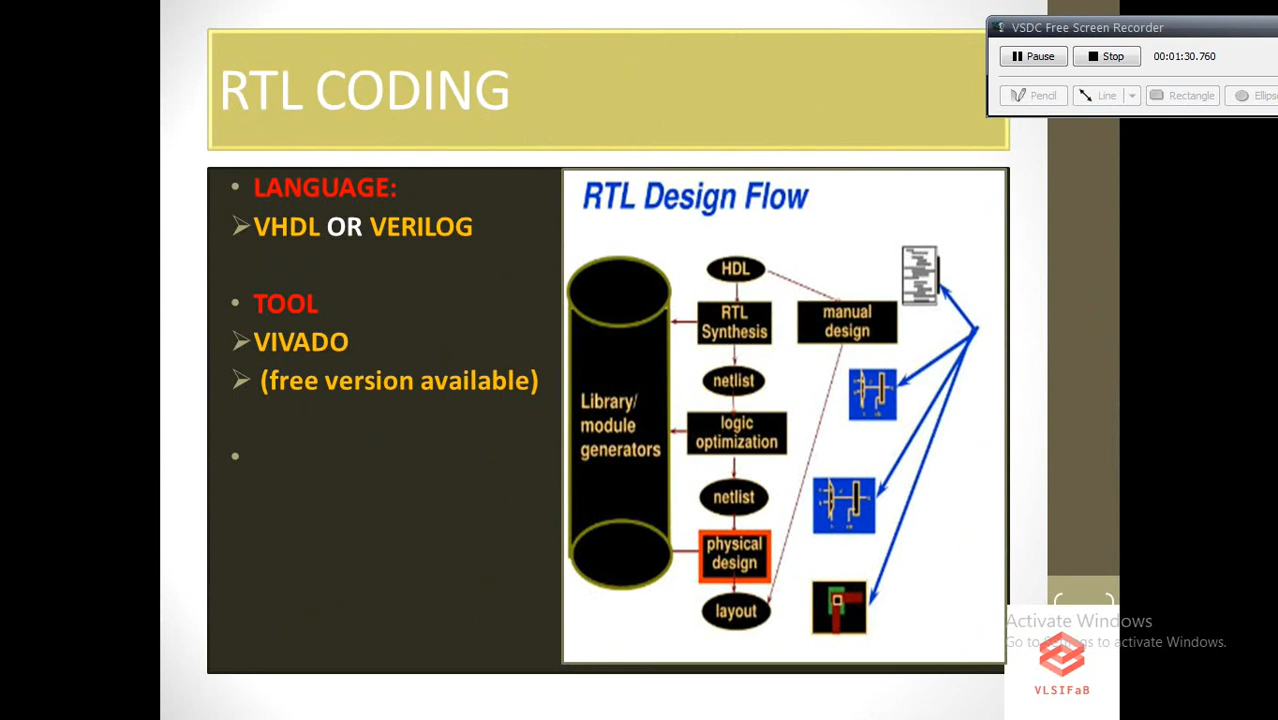 VSDC Free Screen Recorder
Pause
Stop
00:01:30.760
Pencil
Line
Rectangle
RTL CODING
• LANGUAGE:
➢ VHDL OR VERILOG
• TOOL
➢ VIVADO
➢ (free version available)
•
RTL Design Flow
HDL
RTL
Synthesis
manual
design
netlist
Library/
module
generators
logic
optimization
netlist
physical
design
layout
Activate Windows
Go to Settings to activate Windows.
VLSIFaB